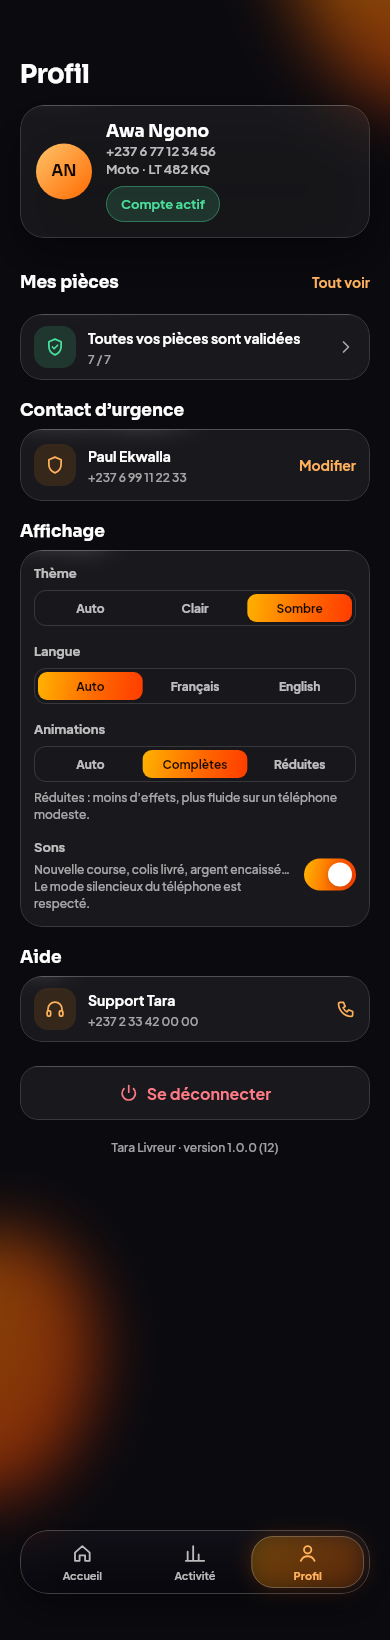 Profil
AN
Awa Ngono
+237 6 77 12 34 56
Moto · LT 482 KQ
Compte actif
Mes pièces
Tout voir
Toutes vos pièces sont validées
7 / 7
Contact d’urgence
Paul Ekwalla
+237 6 99 11 22 33
Modifier
Affichage
Thème
Auto Clair Sombre
Langue
Auto Français English
Animations
Auto Complètes Réduites
Réduites : moins d’effets, plus fluide sur un téléphone
modeste.
Sons
Nouvelle course, colis livré, argent encaissé…
Le mode silencieux du téléphone est
respecté.
Aide
Support Tara
+237 2 33 42 00 00
Se déconnecter
Tara Livreur · version 1.0.0 (12)
Accueil Activité Profil